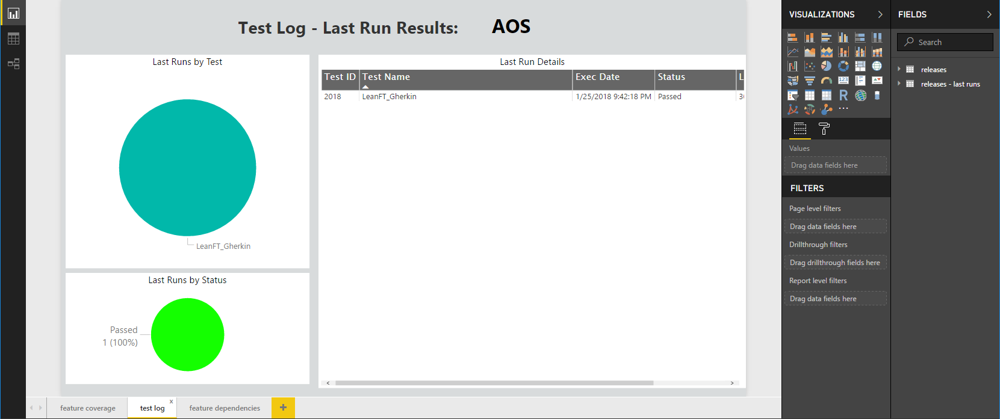 Test Log - Last Run Results: AOS
Last Runs by Test
LeanFT_Gherkin
Last Runs by Status
Passed
1 (100%)
Last Run Details
Test ID Test Name Exec Date Status L
2018 LeanFT_Gherkin 1/25/2018 9:42:18 PM Passed
feature coverage
test log x
feature dependencies
+
VISUALIZATIONS
123
R
...
Values
Drag data fields here
FILTERS
Page level filters
Drag data fields here
Drillthrough filters
Drag drillthrough fields here
Report level filters
Drag data fields here
FIELDS
Search
releases
releases - last runs